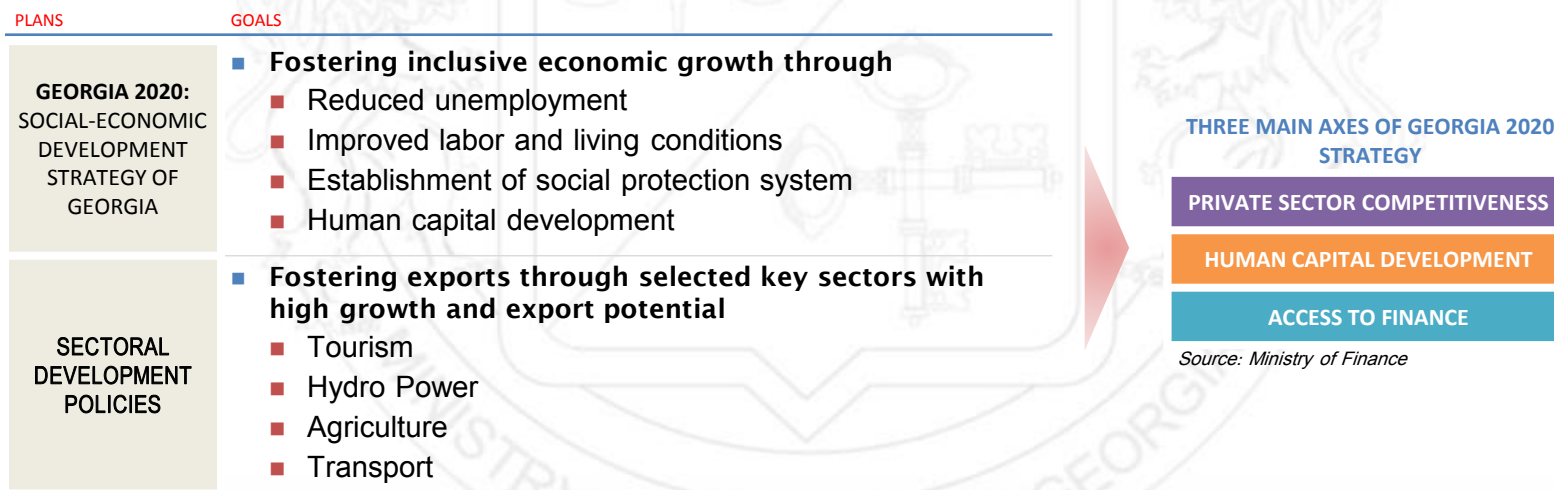 PLANS
GOALS
GEORGIA 2020:
SOCIAL-ECONOMIC
DEVELOPMENT
STRATEGY OF
GEORGIA
Fostering inclusive economic growth through
Reduced unemployment
Improved labor and living conditions
Establishment of social protection system
Human capital development
SECTORAL
DEVELOPMENT
POLICIES
Fostering exports through selected key sectors with
high growth and export potential
Tourism
Hydro Power
Agriculture
Transport
THREE MAIN AXES OF GEORGIA 2020
STRATEGY
PRIVATE SECTOR COMPETITIVENESS
HUMAN CAPITAL DEVELOPMENT
ACCESS TO FINANCE
Source: Ministry of Finance